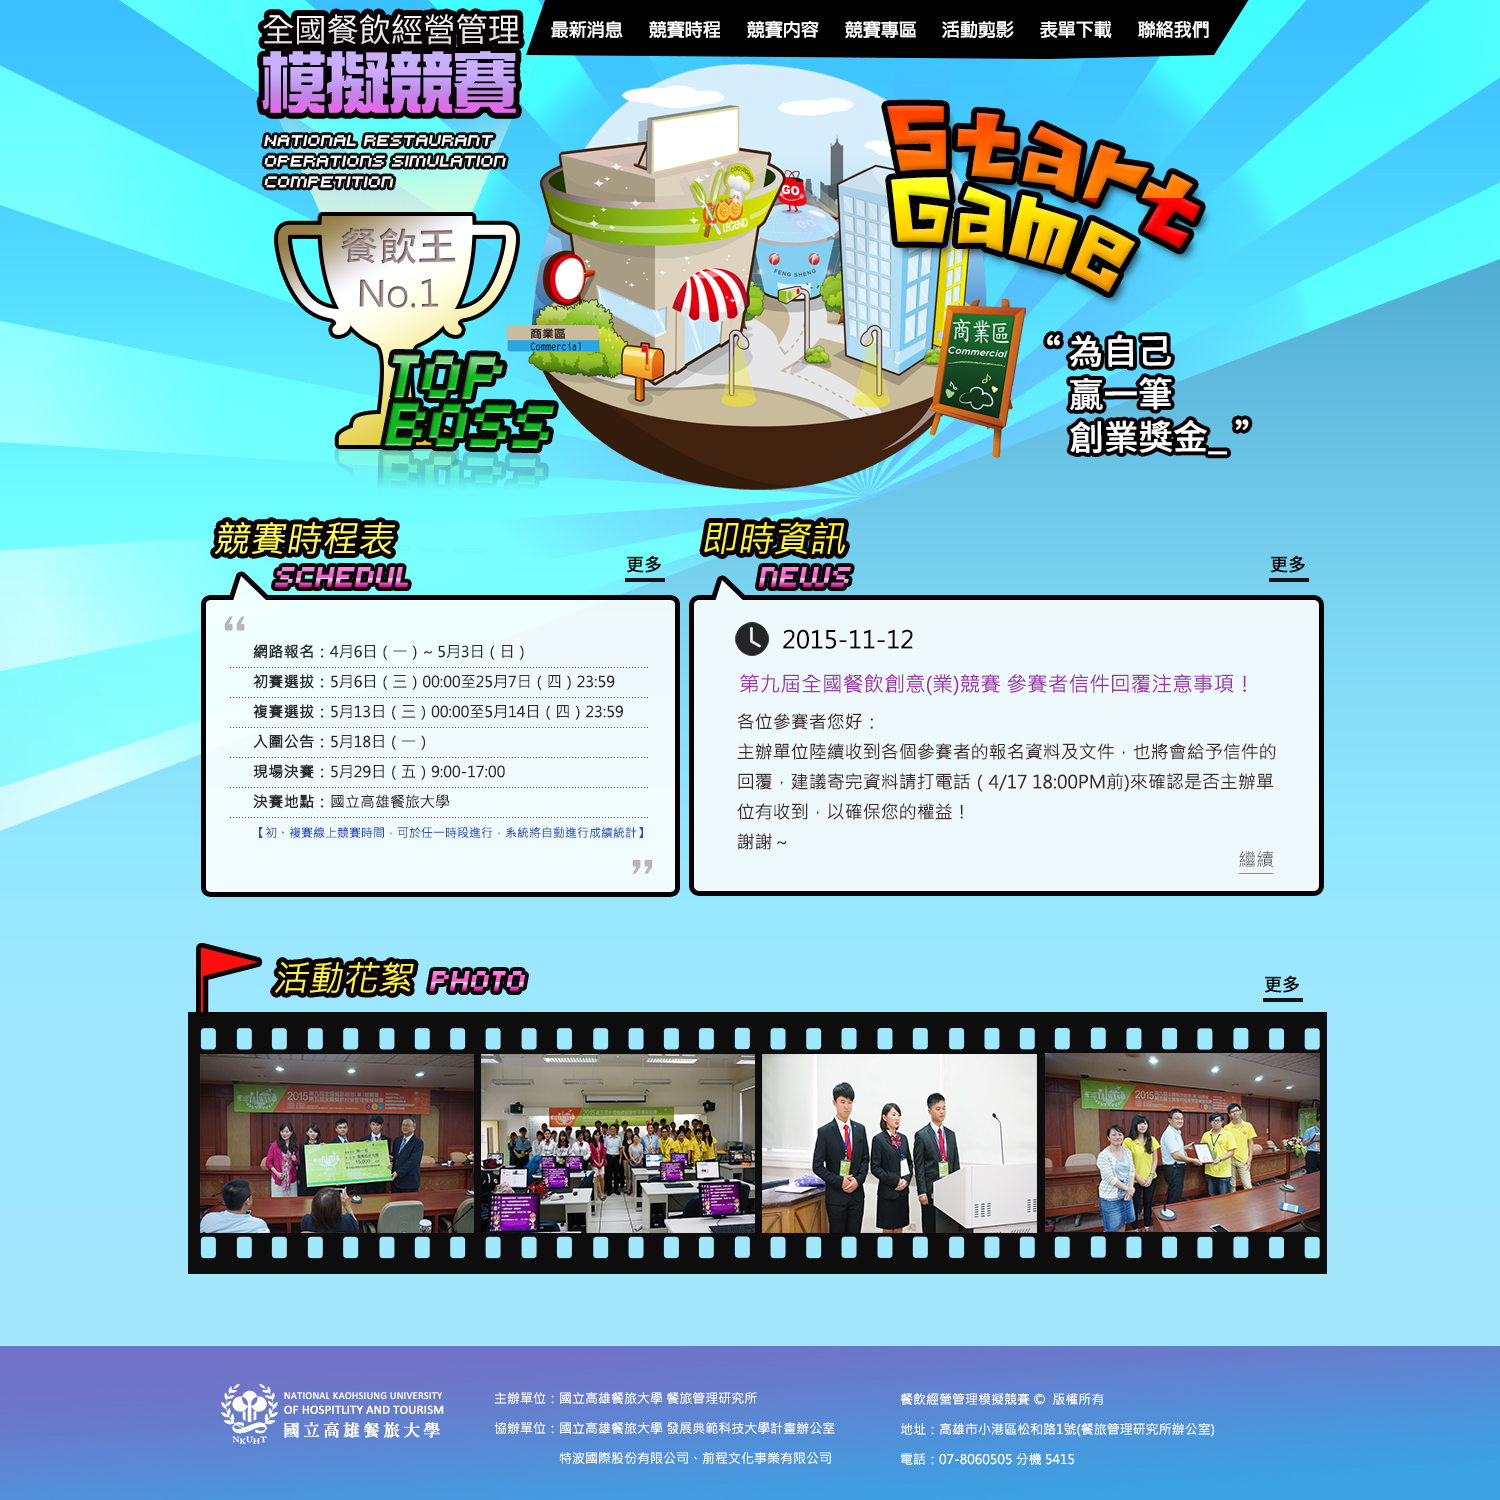 全國餐飲經營管理
模擬競賽
NATIONAL RESTAURANT
OPERATIONS SIMULATION
COMPETITION
最新消息 競賽時程 競賽內容 競賽專區 活動剪影 表單下載 聯絡我們
Start
Game
餐飲王
No.1
TOP
BOSS
LEGEND
GO
FENG SHENG
商業區
Commercial
商業區
Commercial
“ 為自己
贏一筆
創業獎金_ ”
競賽時程表
SCHEDUL
更多
網路報名：4月6日 ( 一 ) ~ 5月3日 ( 日 )
初賽選拔：5月6日 ( 三 ) 00:00至25月7日 ( 四 ) 23:59
複賽選拔：5月13日 ( 三 ) 00:00至5月14日 ( 四 ) 23:59
入圍公告：5月18日 ( 一 )
現場決賽：5月29日 ( 五 ) 9:00-17:00
決賽地點：國立高雄餐旅大學
【初、複賽線上競賽時間，可於任一時段進行，系統將自動進行成績統計】
即時資訊
NEWS
更多
2015-11-12
第九屆全國餐飲創意(業)競賽 參賽者信件回覆注意事項！
各位參賽者您好：
主辦單位陸續收到各個參賽者的報名資料及文件，也將會給予信件的
回覆，建議寄完資料請打電話 ( 4/17 18:00PM前)來確認是否主辦單
位有收到，以確保您的權益！
謝謝 ~
繼續
活動花絮 PHOTO
更多
NATIONAL KAOHSIUNG UNIVERSITY
OF HOSPITLITY AND TOURISM
國立高雄餐旅大學
NKUHT
主辦單位：國立高雄餐旅大學 餐旅管理研究所
協辦單位：國立高雄餐旅大學 發展典範科技大學計畫辦公室
特波國際股份有限公司、前程文化事業有限公司
餐飲經營管理模擬競賽 © 版權所有
地址：高雄市小港區松和路1號(餐旅管理研究所辦公室)
電話：07-8060505 分機 5415